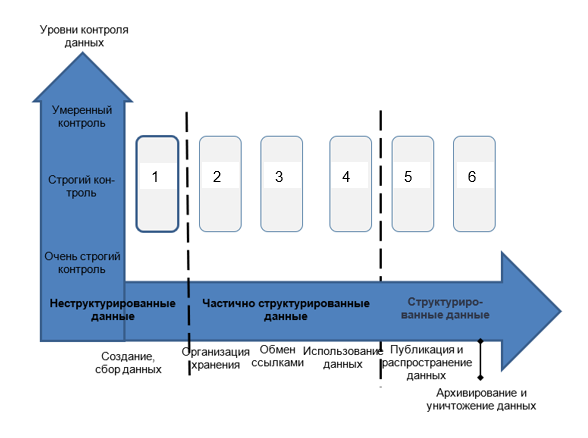 Уровни контроля
данных
Умеренный
контроль
Строгий кон-
троль
Очень строгий
контроль
1
2
3
4
5
6
Неструктурированные
данные
Частично структурированные
данные
Структуриро-
ванные данные
Создание,
сбор данных
Организация
хранения
Обмен
ссылками
Использование
данных
Публикация и
распространение
данных
Архивирование и
уничтожение данных